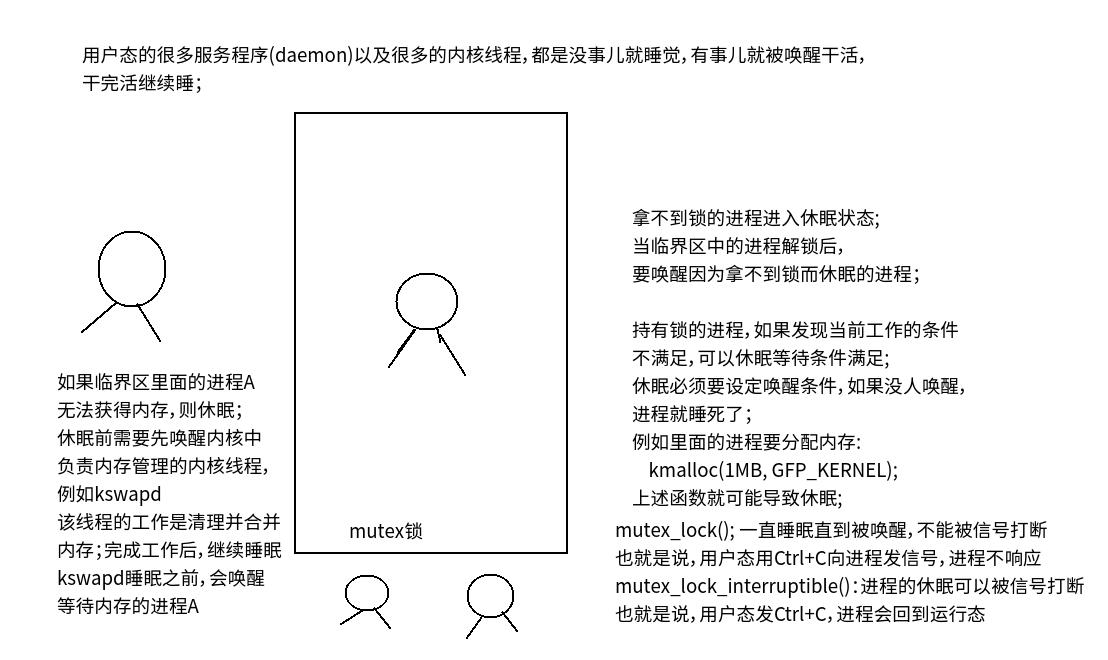 用户态的很多服务程序(daemon)以及很多的内核线程，都是没事儿就睡觉，有事儿就被唤醒干活，
干完活继续睡；
如果临界区里面的进程A
无法获得内存，则休眠；
休眠前需要先唤醒内核中
负责内存管理的内核线程，
例如kswapd
该线程的工作是清理并合并
内存；完成工作后，继续睡眠
kswapd睡眠之前，会唤醒
等待内存的进程A
mutex锁
拿不到锁的进程进入休眠状态；
当临界区中的进程解锁后，
要唤醒因为拿不到锁而休眠的进程；
持有锁的进程，如果发现当前工作的条件
不满足，可以休眠等待条件满足；
休眠必须要设定唤醒条件，如果没人唤醒，
进程就睡死了；
例如里面的进程要分配内存：
kmalloc(1MB, GFP_KERNEL);
上述函数就可能导致休眠；
mutex_lock(); 一直睡眠直到被唤醒，不能被信号打断
也就是说，用户态用Ctrl+C向进程发信号，进程不响应
mutex_lock_interruptible()：进程的休眠可以被信号打断
也就是说，用户态发Ctrl+C，进程会回到运行态